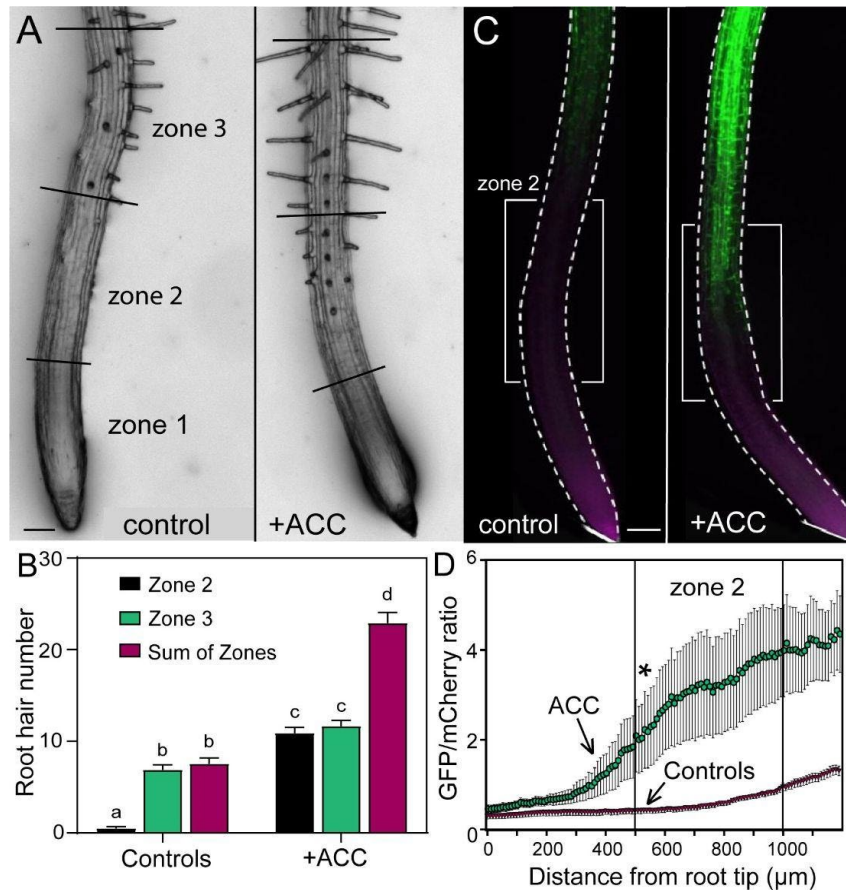 A
zone 3
zone 2
zone 1
control
+ACC
C
zone 2
control
+ACC
B
30
20
10
0
Root hair number
Zone 2
Zone 3
Sum of Zones
a
b
b
c
c
d
Controls
+ACC
D
6
4
2
0
GFP/mCherry ratio
zone 2
*
ACC
Controls
0
200
400
600
800
1000
Distance from root tip (µm)